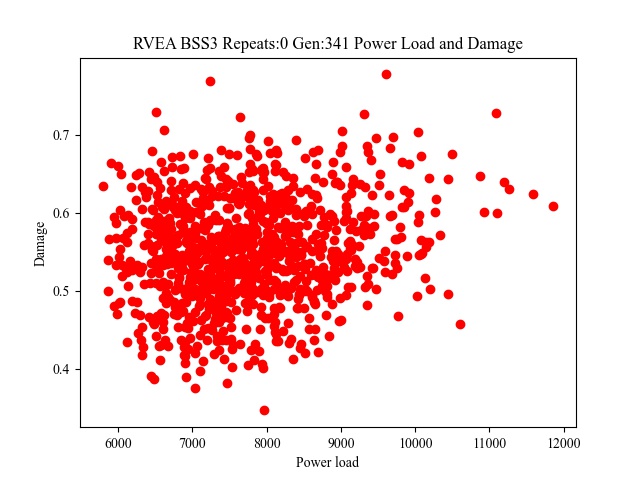 RVEA BSS3 Repeats:0 Gen:341 Power Load and Damage
Damage
0.7
0.6
0.5
0.4
6000 7000 8000 9000 10000 11000 12000
Power load